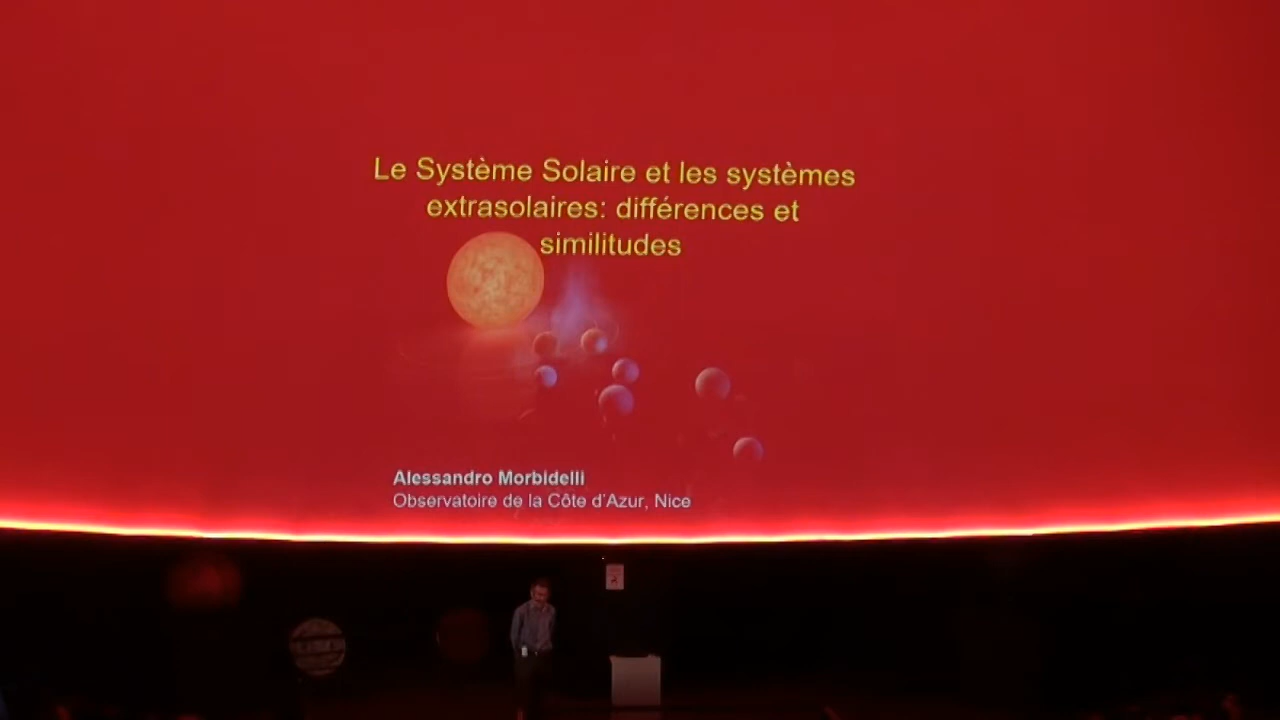 Le Système Solaire et les systèmes
extrasolaires: différences et
similitudes
Alessandro Morbidelli
Observatoire de la Côte d'Azur, Nice